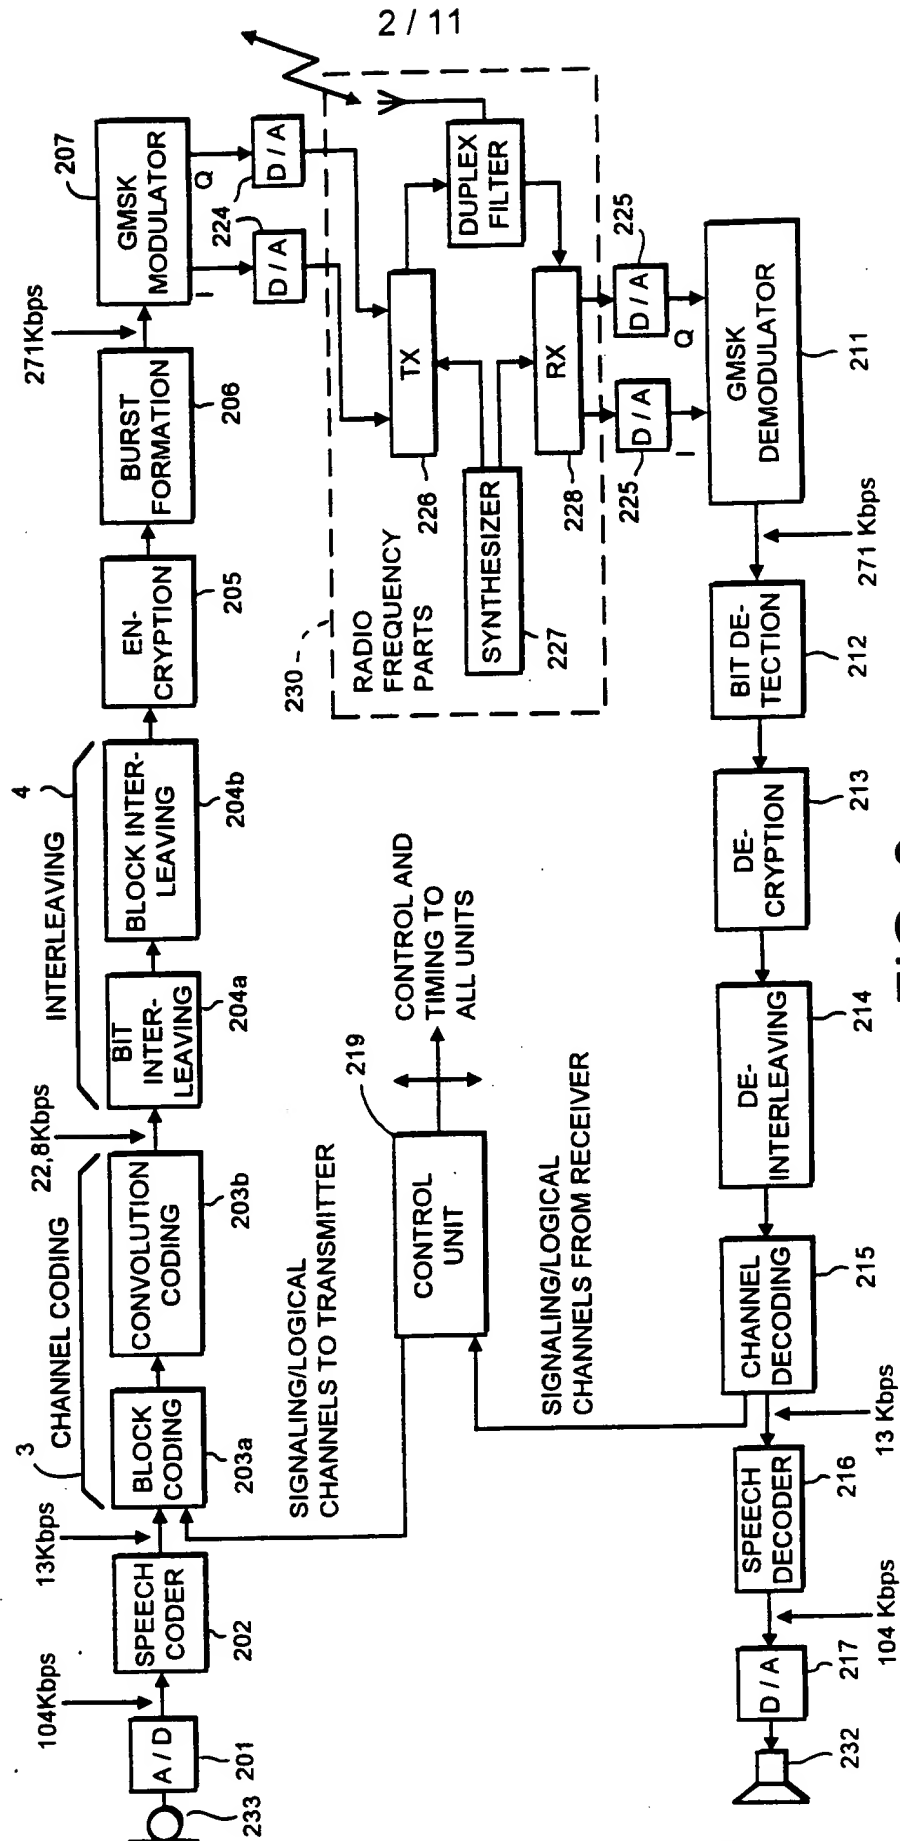 2 / 11
3
CHANNEL CODING
4
INTERLEAVING
104Kbps
13Kbps
22,8Kbps
271Kbps
A / D
SPEECH
CODER
BLOCK
CODING
CONVOLUTION
CODING
BIT
INTER-
LEAVING
BLOCK INTER-
LEAVING
EN-
CRYPTION
BURST
FORMATION
GMSK
MODULATOR
207
233
201
202
203a
203b
204a
204b
205
206
I
Q
224
D / A
D / A
SIGNALING/LOGICAL
CHANNELS TO TRANSMITTER
219
CONTROL
UNIT
CONTROL AND
TIMING TO
ALL UNITS
SIGNALING/LOGICAL
CHANNELS FROM RECEIVER
230
RADIO
FREQUENCY
PARTS
TX
226
DUPLEX
FILTER
SYNTHESIZER
227
RX
228
225
D / A
225
D / A
I
Q
D / A
SPEECH
DECODER
CHANNEL
DECODING
DE-
INTERLEAVING
DE-
CRYPTION
BIT DE-
TECTION
GMSK
DEMODULATOR
232
217
216
215
214
213
212
211
104 Kbps
13 Kbps
271 Kbps